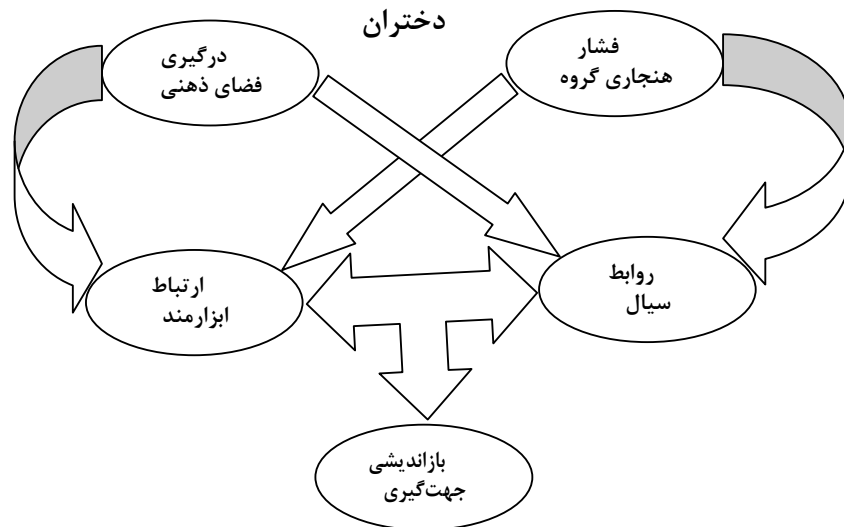 دختران
فشار
هنجاری گروه
درگیری
فضای ذهنی
روابط
سیال
ارتباط
ابزارمند
بازاندیشی
جهت‌گیری